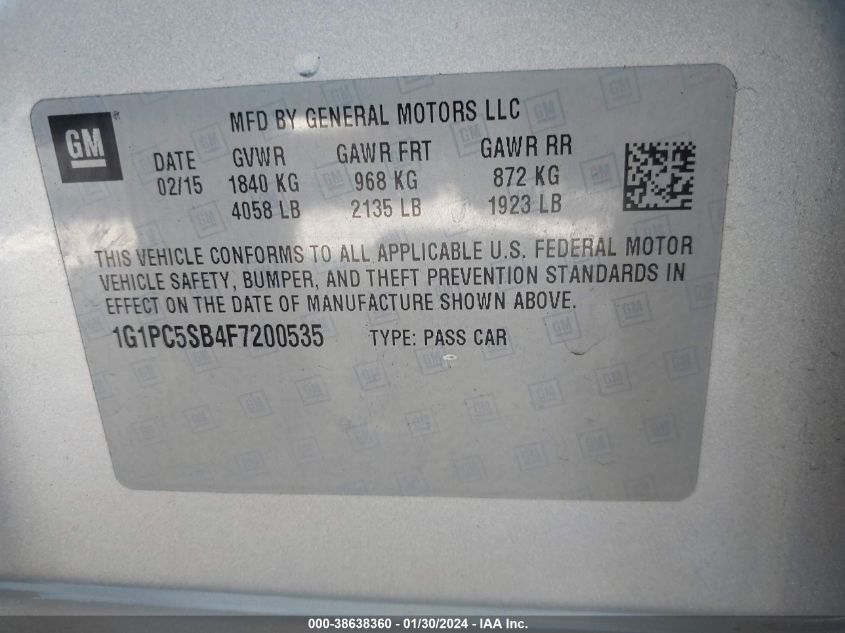 GM
MFD BY GENERAL MOTORS LLC
DATE GVWR GAWR FRT GAWR RR
02/15 1840 KG 968 KG 872 KG
4058 LB 2135 LB 1923 LB
THIS VEHICLE CONFORMS TO ALL APPLICABLE U.S. FEDERAL MOTOR
VEHICLE SAFETY, BUMPER, AND THEFT PREVENTION STANDARDS IN
EFFECT ON THE DATE OF MANUFACTURE SHOWN ABOVE.
1G1PC5SB4F7200535 TYPE: PASS CAR
000-38638360 - 01/30/2024 - IAA Inc.